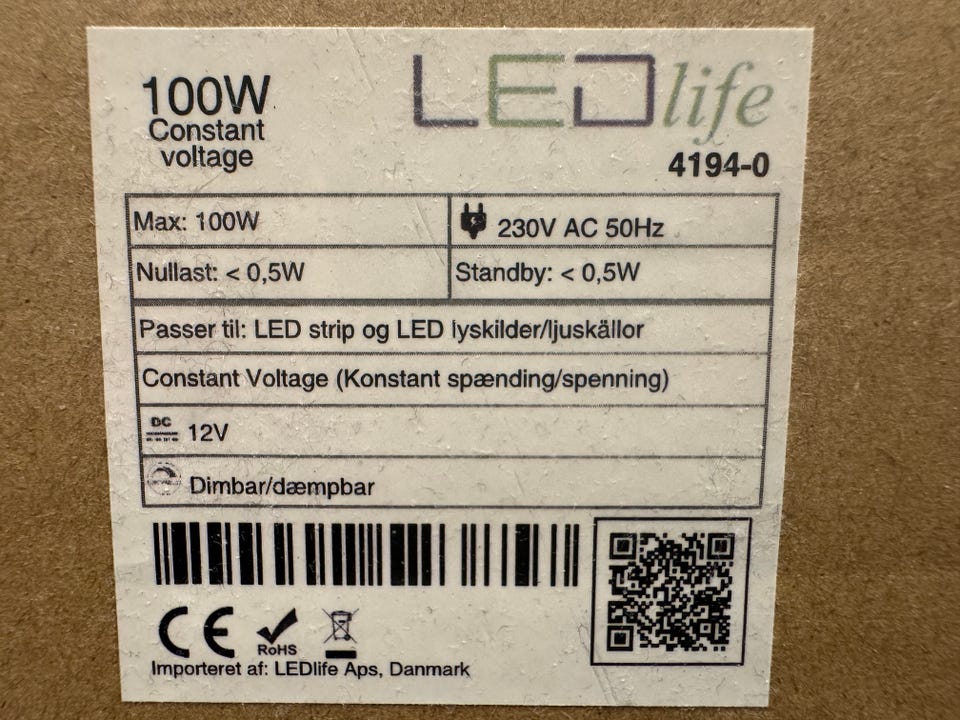 100W
Constant
voltage
LEDlife
4194-0
Max: 100W
230V AC 50Hz
Nullast: < 0,5W
Standby: < 0,5W
Passer til: LED strip og LED lyskilder/ljuskällor
Constant Voltage (Konstant spænding/spenning)
DC
12V
Dimbar/dæmpbar
CE
RoHS
Importeret af: LEDlife Aps, Danmark